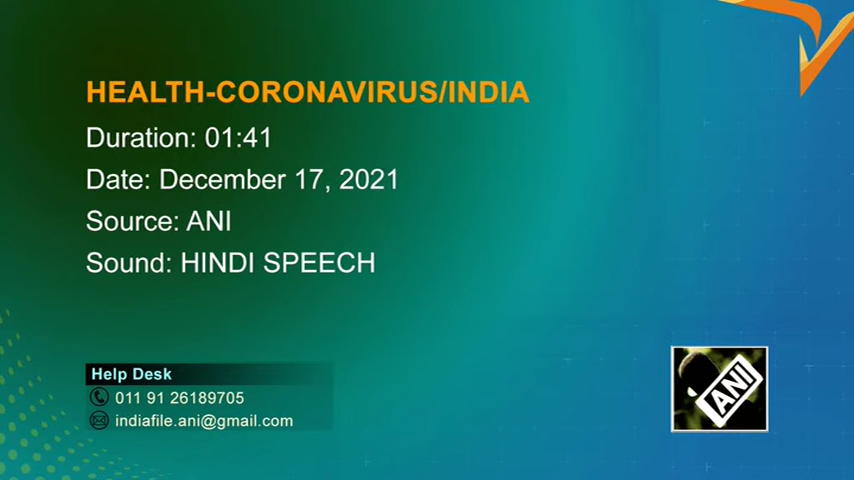 HEALTH-CORONAVIRUS/INDIA
Duration: 01:41
Date: December 17, 2021
Source: ANI
Sound: HINDI SPEECH
Help Desk
011 91 26189705
indiafile.ani@gmail.com
ANI